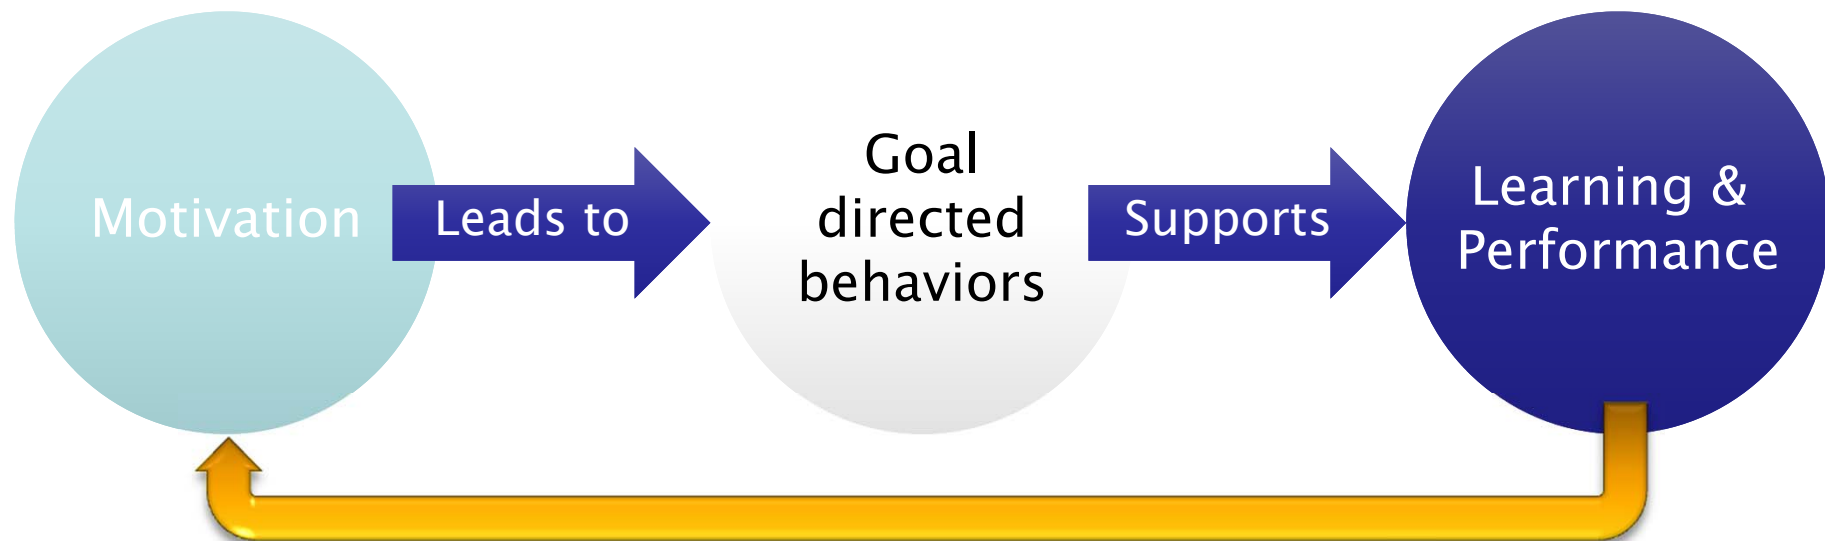 Motivation
Leads to
Goal
directed
behaviors
Supports
Learning &
Performance